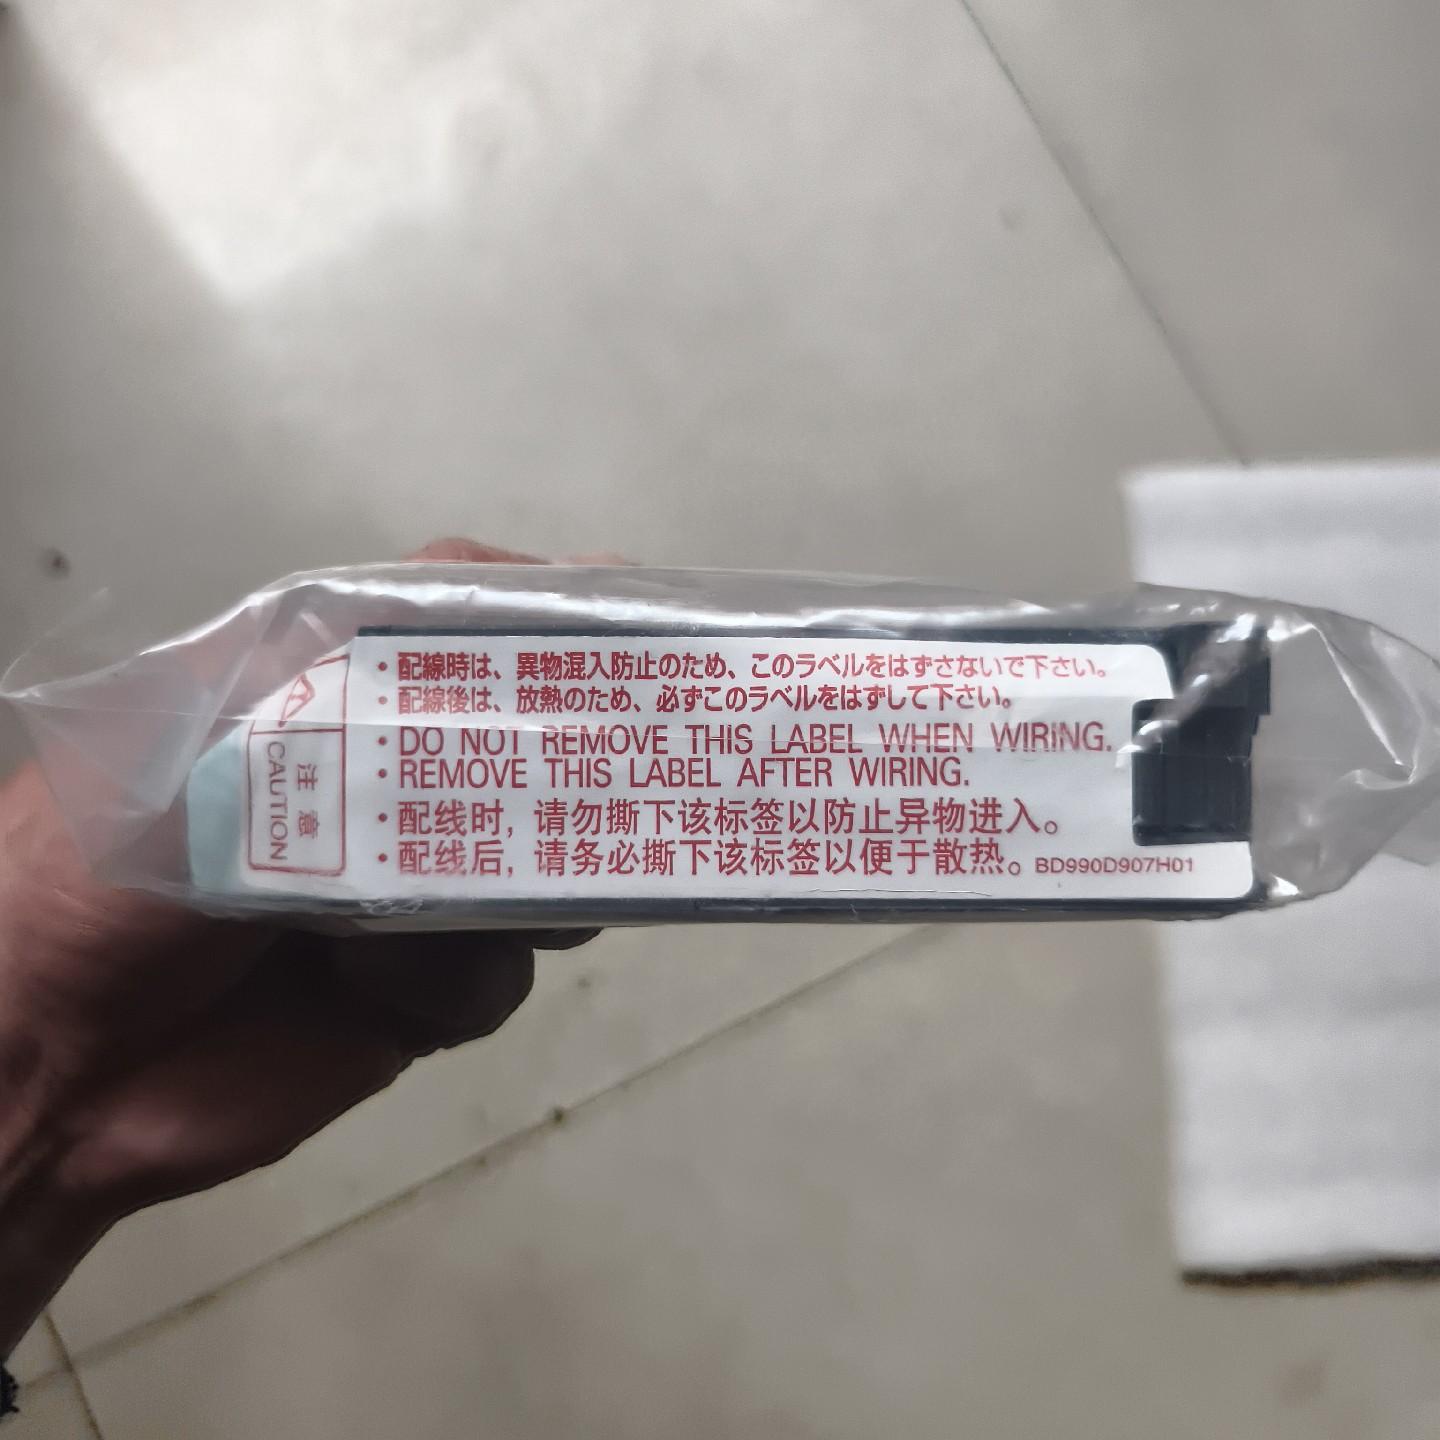 ・配線時は、異物混入防止のため、このラベルをはずさないで下さい。
・配線後は、放熱のため、必ずこのラベルをはずして下さい。
・DO NOT REMOVE THIS LABEL WHEN WIRING.
・REMOVE THIS LABEL AFTER WIRING.
・配线时，请勿撕下该标签以防止异物进入。
・配线后，请务必撕下该标签以便于散热。 BD990D907H01
注意
CAUTION